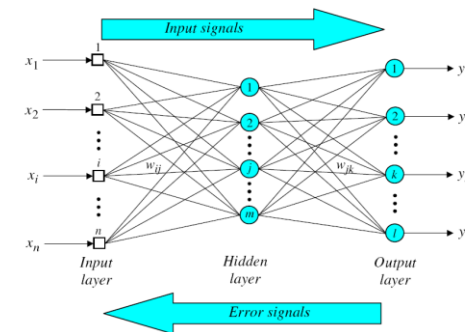 Input signals
1
x1
1
1
y
2
x2
2
2
y
i
xi
wij
j
wjk
k
y
n
xn
m
l
y
Input layer
Hidden layer
Output layer
Error signals